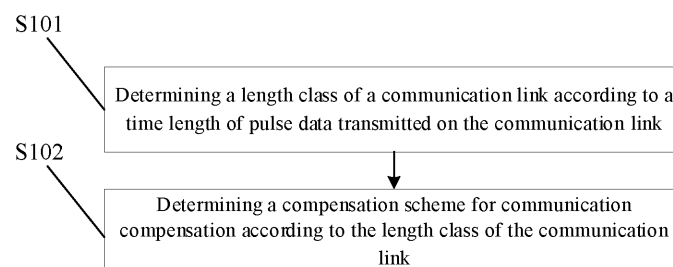 S101
Determining a length class of a communication link according to a
time length of pulse data transmitted on the communication link
S102
Determining a compensation scheme for communication
compensation according to the length class of the communication
link